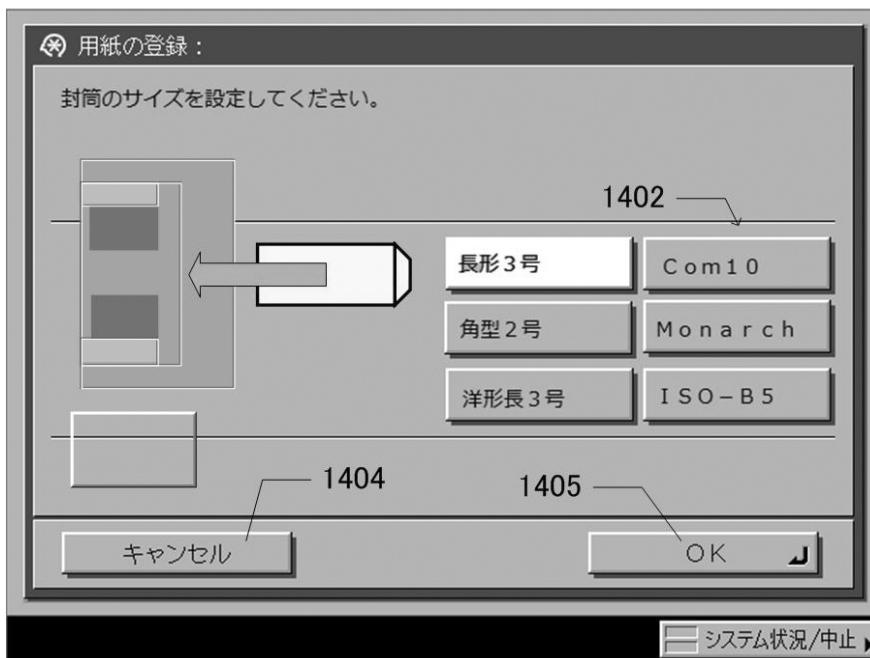 用紙の登録：
封筒のサイズを設定してください。
1402
長形３号
Ｃｏｍ１０
角型２号
Ｍｏｎａｒｃｈ
洋形長３号
ＩＳＯ−Ｂ５
1404
1405
キャンセル
ＯＫ
システム状況/中止